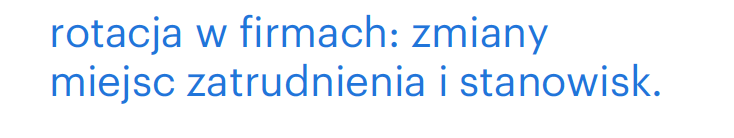 rotacja w firmach: zmiany
miejsc zatrudnienia i stanowisk.